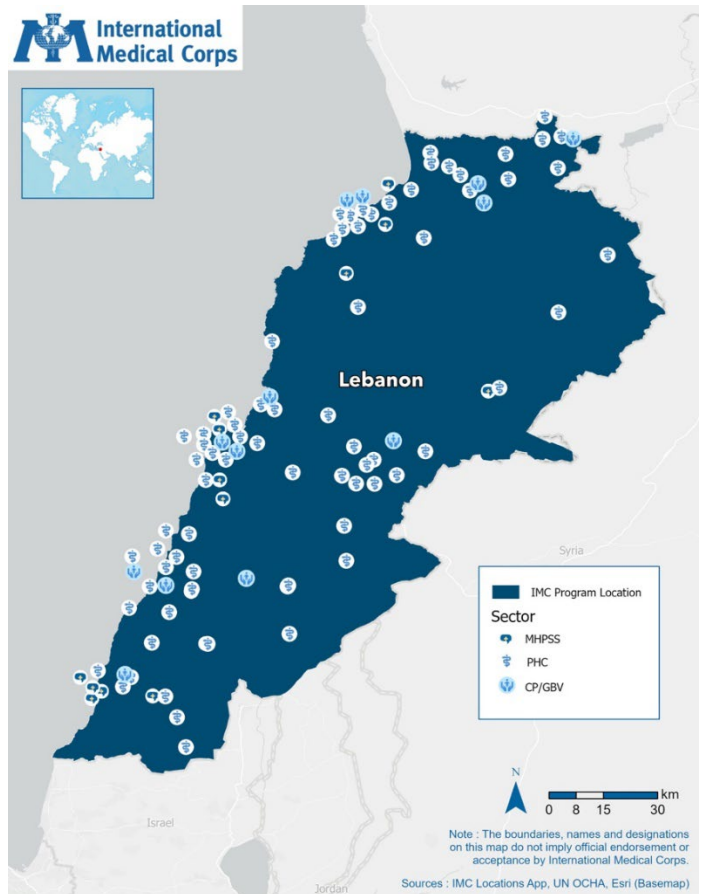 International
Medical Corps
Lebanon
Syria
IMC Program Location
Sector
MHPSS
PHC
CP/GBV
N
km
0 8 15 30
Israel
Jordan
Note : The boundaries, names and designations
on this map do not imply official endorsement or
acceptance by International Medical Corps.
Sources : IMC Locations App, UN OCHA, Esri (Basemap)